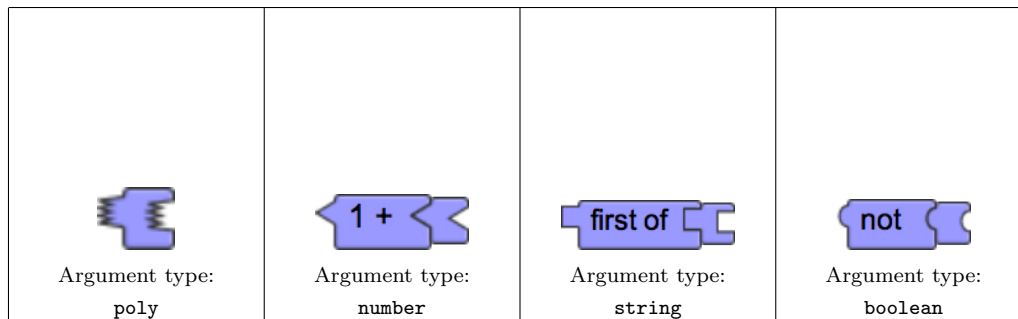 1 +
first of
not
Argument type:
poly
Argument type:
number
Argument type:
string
Argument type:
boolean